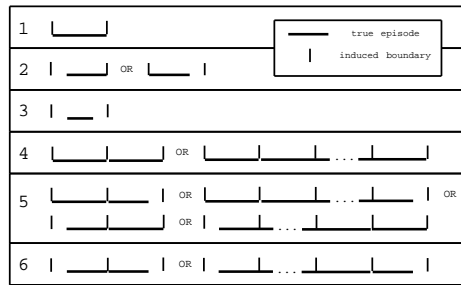 1
true episode
induced boundary
2 OR
3
4 OR ...
5 OR ... OR
OR ...
6 OR ...